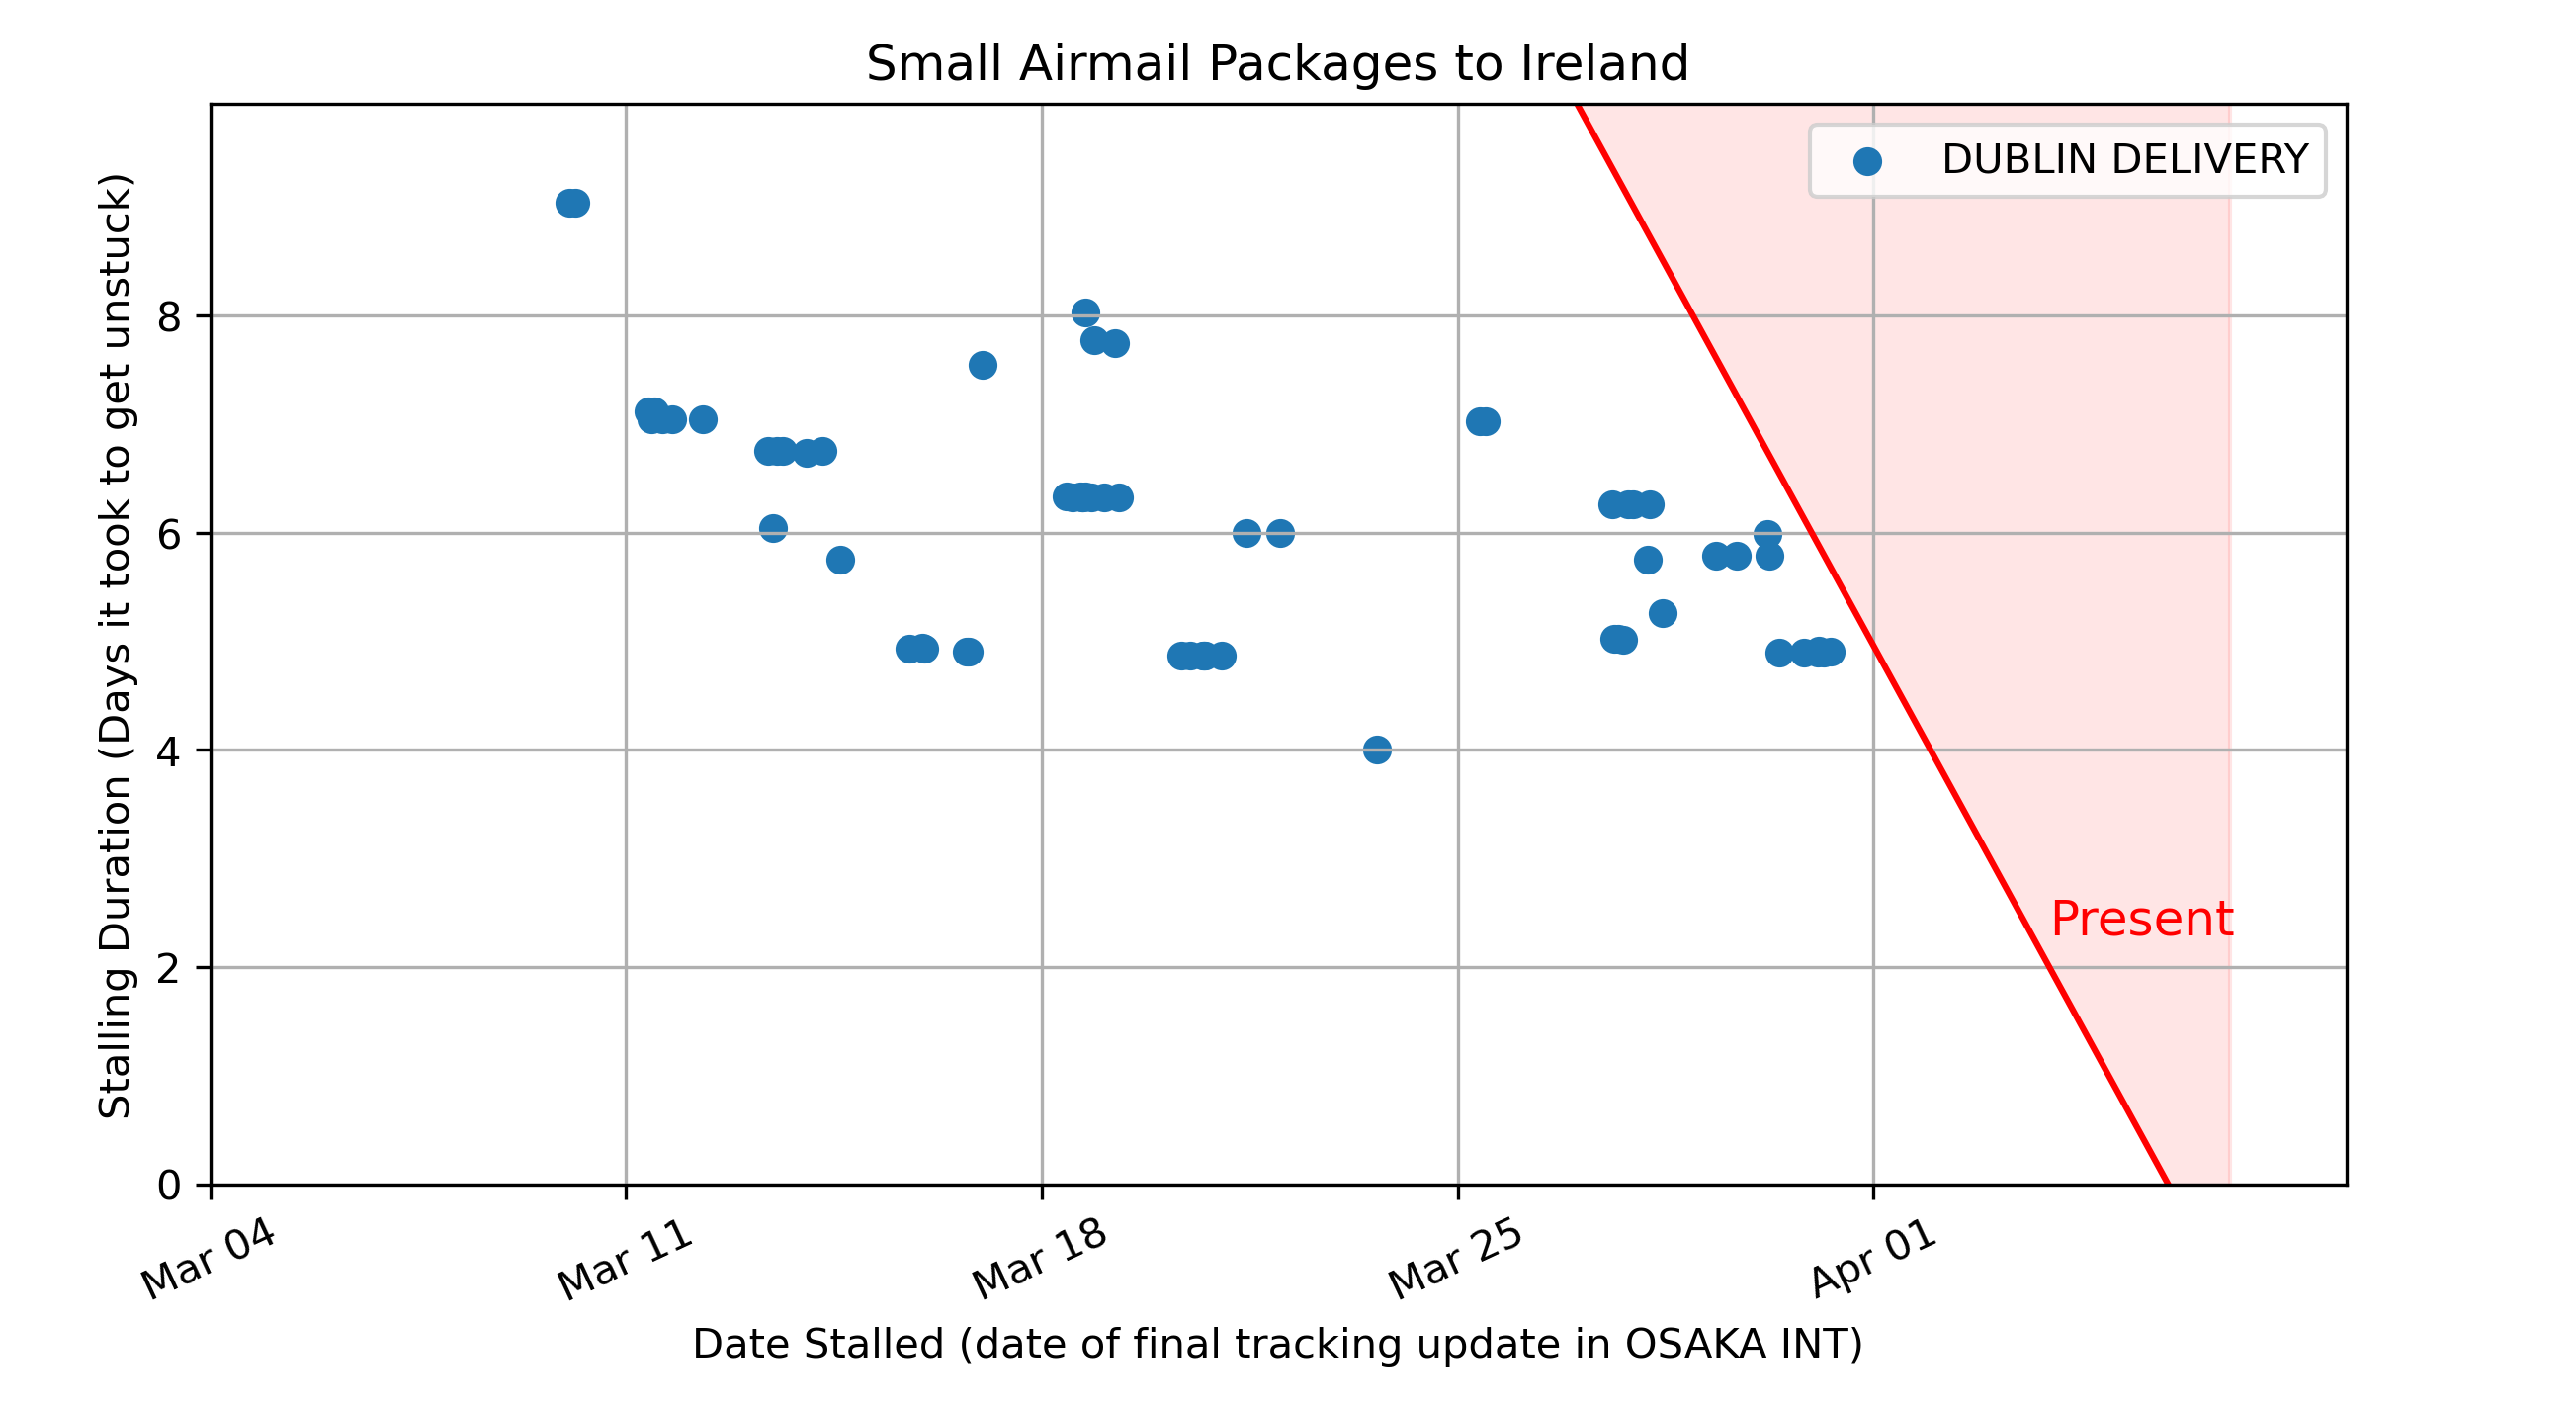 Small Airmail Packages to Ireland
DUBLIN DELIVERY
Stalling Duration (Days it took to get unstuck)
8
6
4
2
0
Present
Mar 04
Mar 11
Mar 18
Mar 25
Apr 01
Date Stalled (date of final tracking update in OSAKA INT)